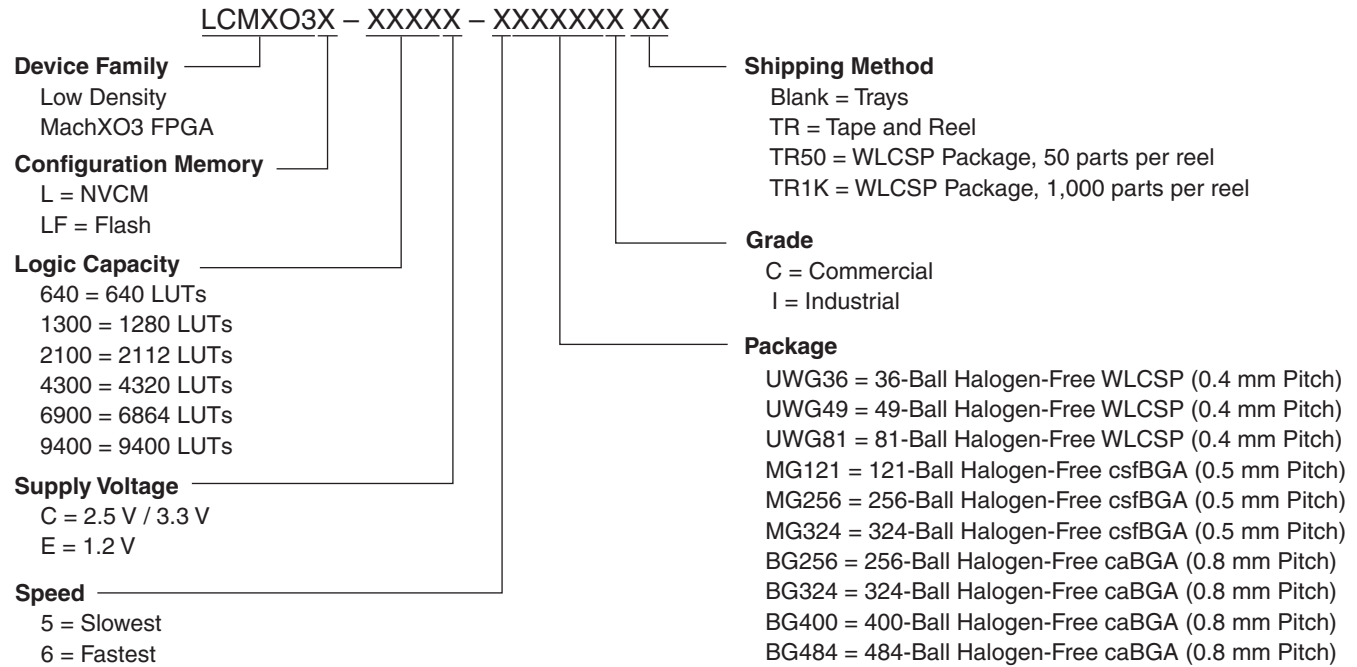 LCMXO3X – XXXXX – XXXXXXX XX
Device Family
Low Density
MachXO3 FPGA
Configuration Memory
L = NVCM
LF = Flash
Logic Capacity
640 = 640 LUTs
1300 = 1280 LUTs
2100 = 2112 LUTs
4300 = 4320 LUTs
6900 = 6864 LUTs
9400 = 9400 LUTs
Supply Voltage
C = 2.5 V / 3.3 V
E = 1.2 V
Speed
5 = Slowest
6 = Fastest
Shipping Method
Blank = Trays
TR = Tape and Reel
TR50 = WLCSP Package, 50 parts per reel
TR1K = WLCSP Package, 1,000 parts per reel
Grade
C = Commercial
I = Industrial
Package
UWG36 = 36-Ball Halogen-Free WLCSP (0.4 mm Pitch)
UWG49 = 49-Ball Halogen-Free WLCSP (0.4 mm Pitch)
UWG81 = 81-Ball Halogen-Free WLCSP (0.4 mm Pitch)
MG121 = 121-Ball Halogen-Free csfBGA (0.5 mm Pitch)
MG256 = 256-Ball Halogen-Free csfBGA (0.5 mm Pitch)
MG324 = 324-Ball Halogen-Free csfBGA (0.5 mm Pitch)
BG256 = 256-Ball Halogen-Free caBGA (0.8 mm Pitch)
BG324 = 324-Ball Halogen-Free caBGA (0.8 mm Pitch)
BG400 = 400-Ball Halogen-Free caBGA (0.8 mm Pitch)
BG484 = 484-Ball Halogen-Free caBGA (0.8 mm Pitch)